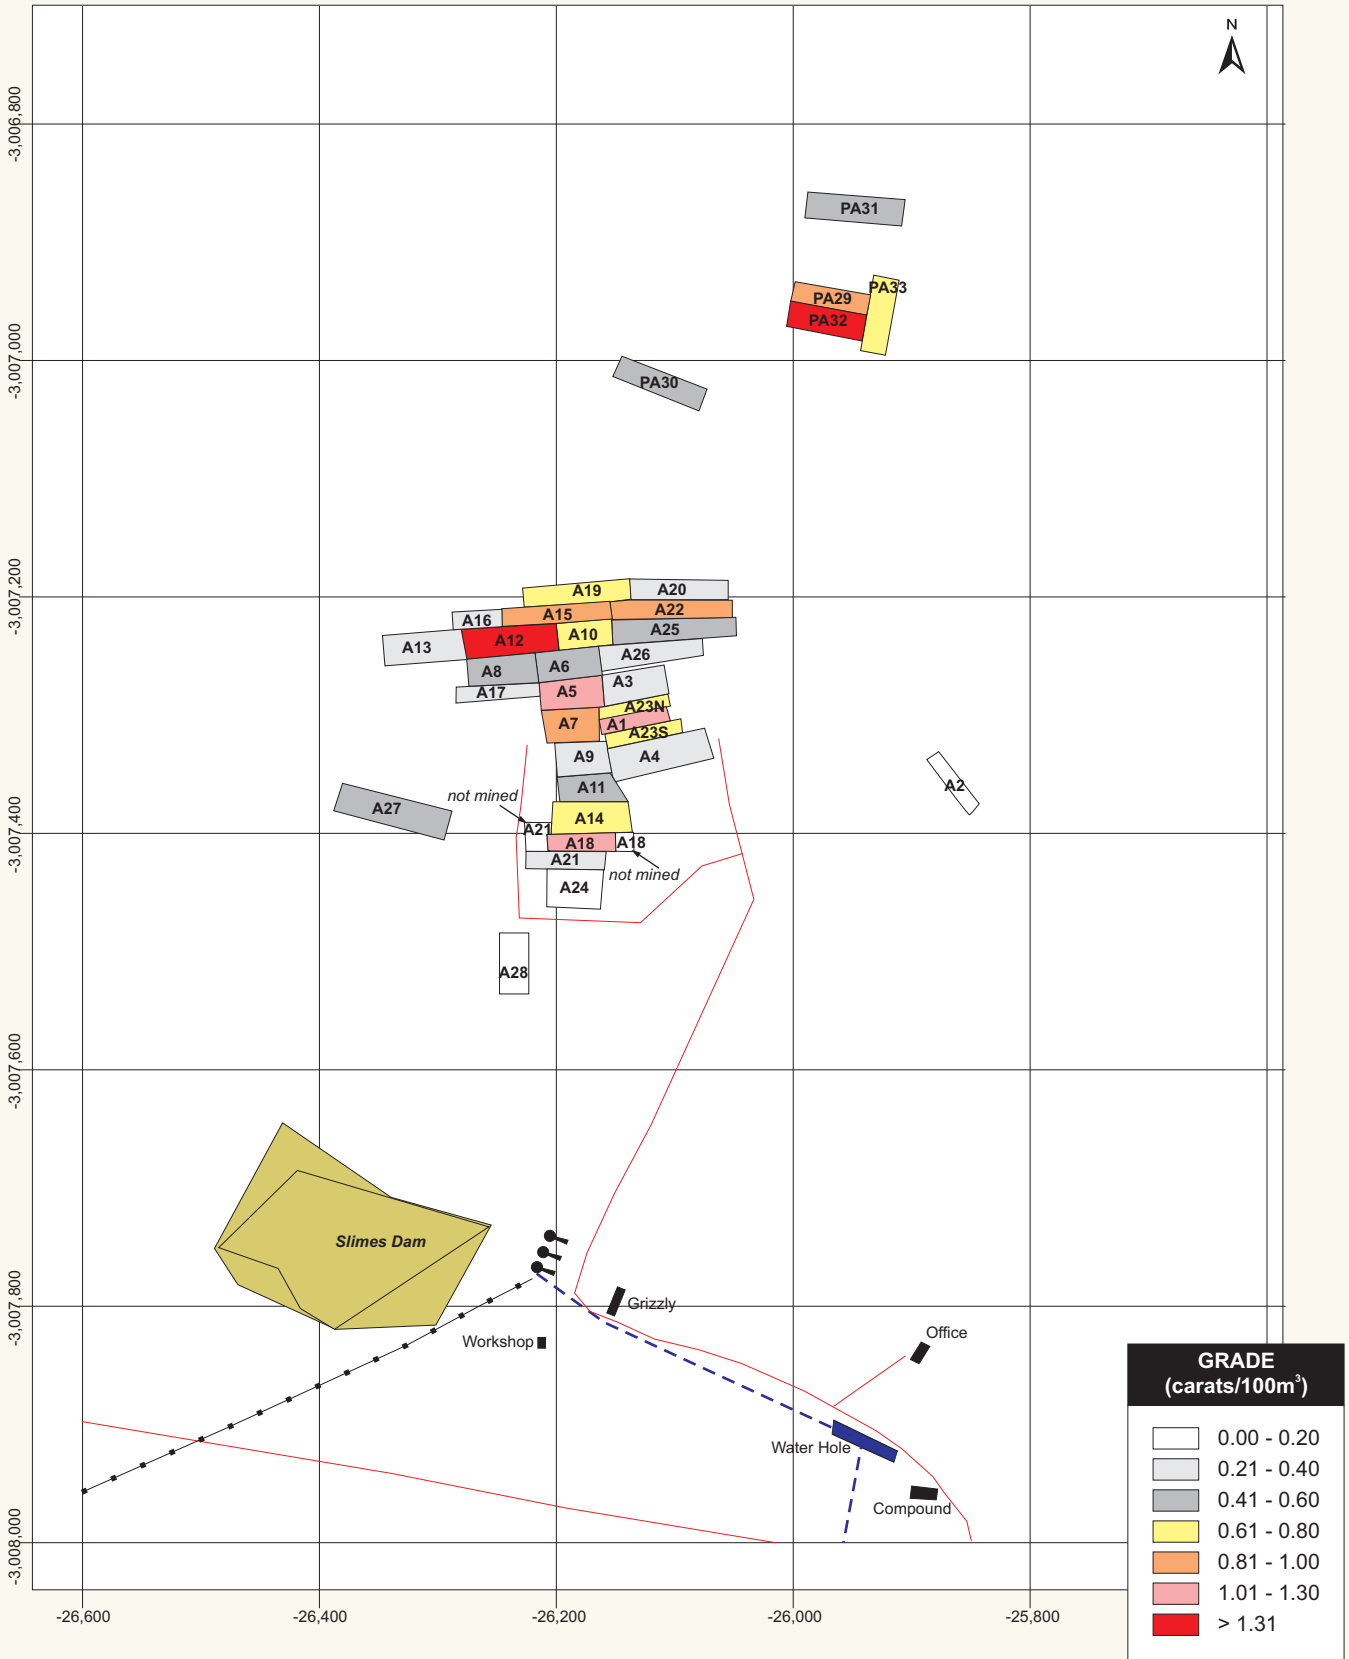 N
-3,006,800
PA31
PA33
PA29
PA32
-3,007,000
PA30
-3,007,200
A19
A20
A16
A15
A22
A13
A12
A10
A25
A8
A6
A26
A17
A5
A3
A23N
A7
A1
A23S
A9
A4
A2
A11
not mined
A27
A14
-3,007,400
A21
A18
A18
A21
not mined
A24
A28
-3,007,600
Slimes Dam
-3,007,800
Grizzly
Workshop
Office
Water Hole
Compound
-3,008,000
-26,600
-26,400
-26,200
-26,000
-25,800
GRADE
(carats/100m³)
0.00 - 0.20
0.21 - 0.40
0.41 - 0.60
0.61 - 0.80
0.81 - 1.00
1.01 - 1.30
> 1.31